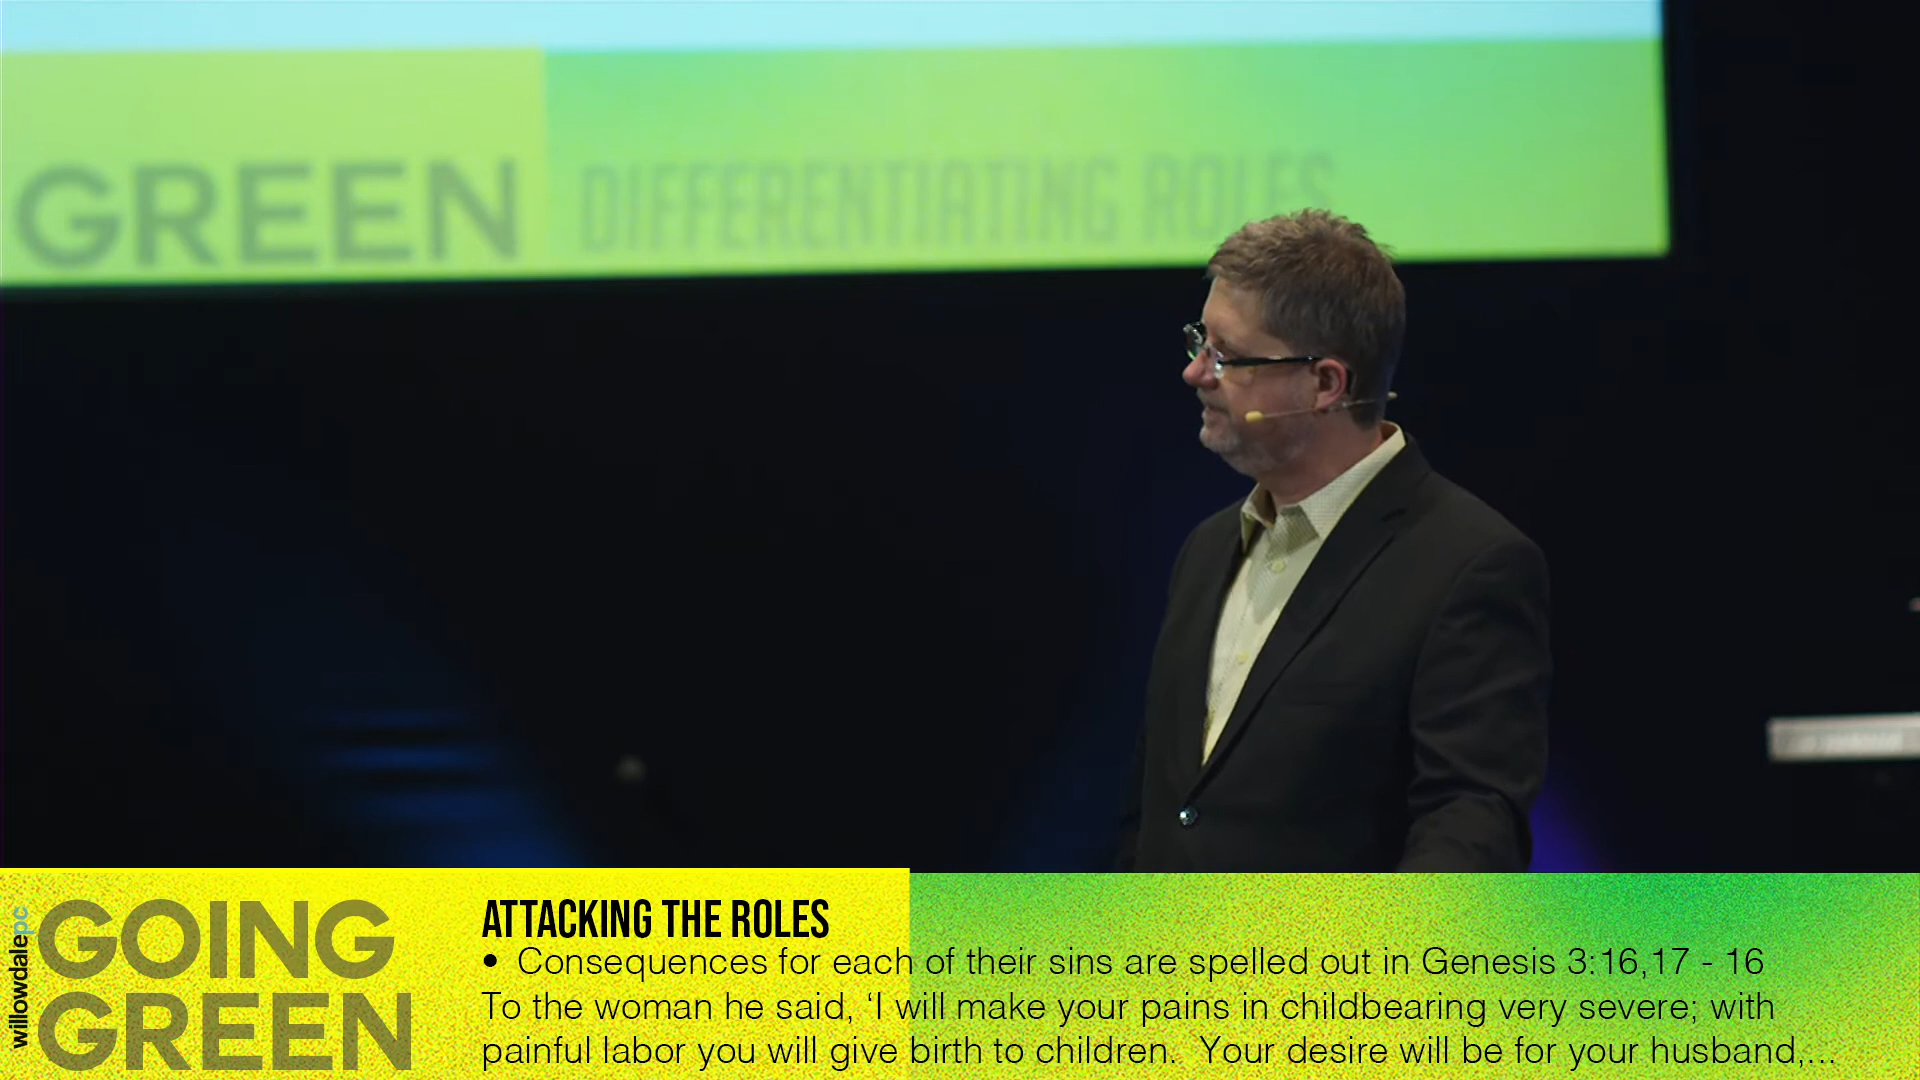 GREEN DIFFERENTIATING ROLES
willowdalepc
GOING
GREEN
ATTACKING THE ROLES
• Consequences for each of their sins are spelled out in Genesis 3:16,17 - 16
To the woman he said, ‘I will make your pains in childbearing very severe; with
painful labor you will give birth to children.  Your desire will be for your husband,...